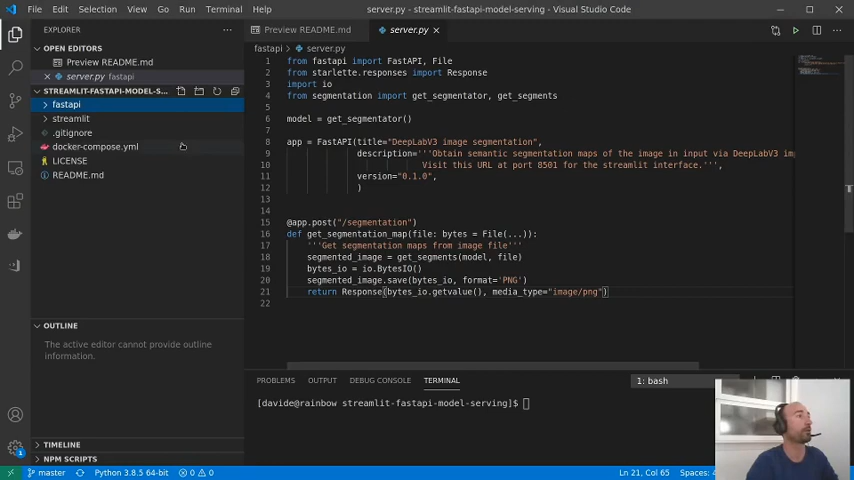 File Edit Selection View Go Run Terminal Help
server.py - streamlit-fastapi-model-serving - Visual Studio Code
EXPLORER
OPEN EDITORS
Preview README.md
server.py fastapi
STREAMLIT-FASTAPI-MODEL-S...
fastapi
streamlit
.gitignore
docker-compose.yml
LICENSE
README.md
OUTLINE
The active editor cannot provide outline
information.
TIMELINE
NPM SCRIPTS
Preview README.md
server.py
fastapi > server.py
1 from fastapi import FastAPI, File
2 from starlette.responses import Response
3 import io
4 from segmentation import get_segmentator, get_segments
5
6 model = get_segmentator()
7
8 app = FastAPI(title="DeepLabV3 image segmentation",
9 description='''Obtain semantic segmentation maps of the image in input via DeepLabV3 im
10 Visit this URL at port 8501 for the streamlit interface.''',
11 version="0.1.0",
12 )
13
14
15 @app.post("/segmentation")
16 def get_segmentation_map(file: bytes = File(...)):
17 '''Get segmentation maps from image file'''
18 segmented_image = get_segments(model, file)
19 bytes_io = io.BytesIO()
20 segmented_image.save(bytes_io, format='PNG')
21 return Response(bytes_io.getvalue(), media_type="image/png")
22
PROBLEMS OUTPUT DEBUG CONSOLE TERMINAL
1: bash
[davide@rainbow streamlit-fastapi-model-serving]$
1
master Python 3.8.5 64-bit 0 0
Ln 21, Col 65